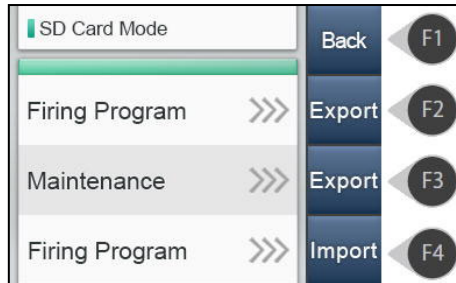 SD Card Mode
Back
F1
Firing Program
Export
F2
Maintenance
Export
F3
Firing Program
Import
F4